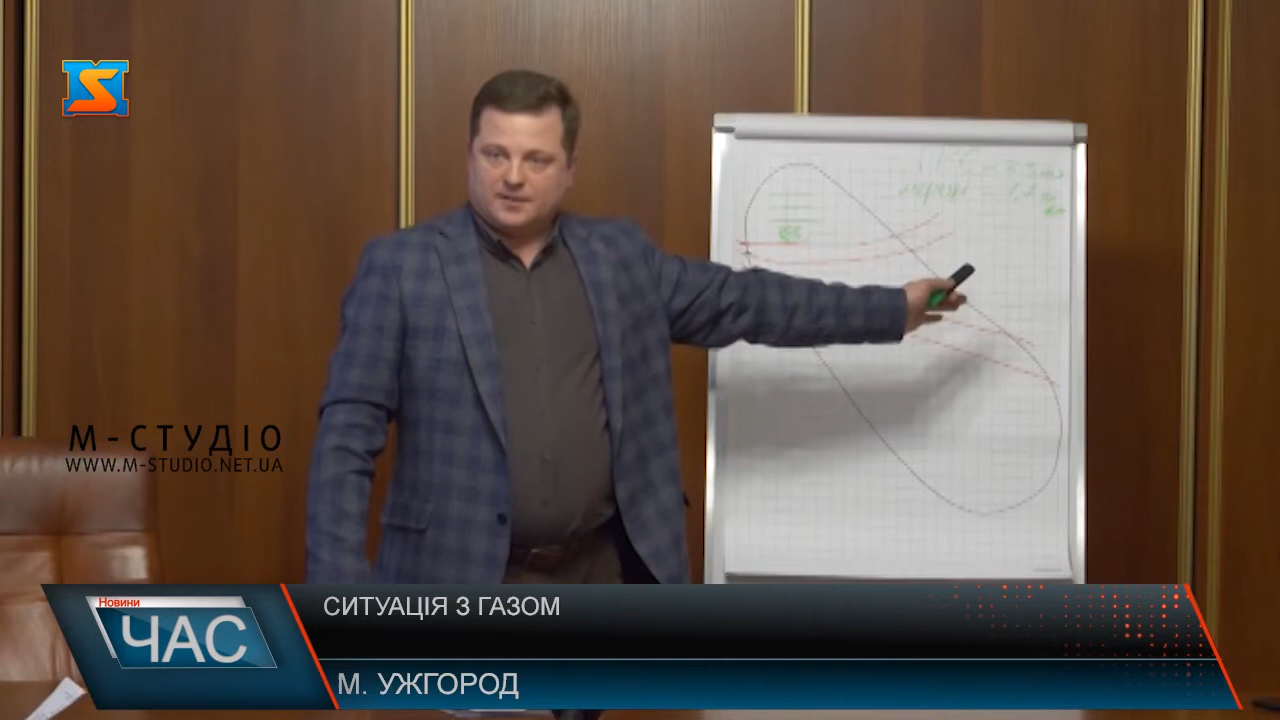 М-СТУДІО
WWW.M-STUDIO.NET.UA
Новини
ЧАС
СИТУАЦІЯ З ГАЗОМ
М. УЖГОРОД